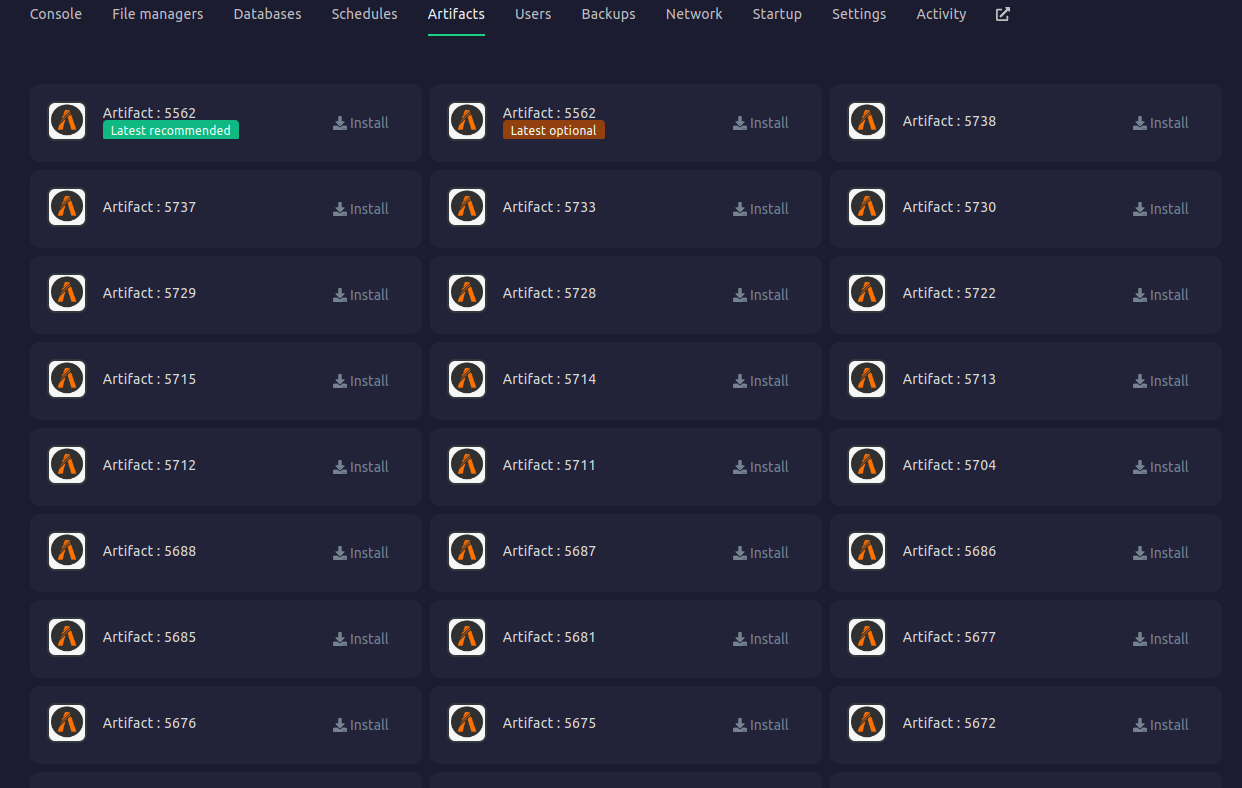 Console File managers Databases Schedules Artifacts Users Backups Network Startup Settings Activity
Artifact : 5562
Latest recommended
Install
Artifact : 5562
Latest optional
Install
Artifact : 5738
Install
Artifact : 5737
Install
Artifact : 5733
Install
Artifact : 5730
Install
Artifact : 5729
Install
Artifact : 5728
Install
Artifact : 5722
Install
Artifact : 5715
Install
Artifact : 5714
Install
Artifact : 5713
Install
Artifact : 5712
Install
Artifact : 5711
Install
Artifact : 5704
Install
Artifact : 5688
Install
Artifact : 5687
Install
Artifact : 5686
Install
Artifact : 5685
Install
Artifact : 5681
Install
Artifact : 5677
Install
Artifact : 5676
Install
Artifact : 5675
Install
Artifact : 5672
Install